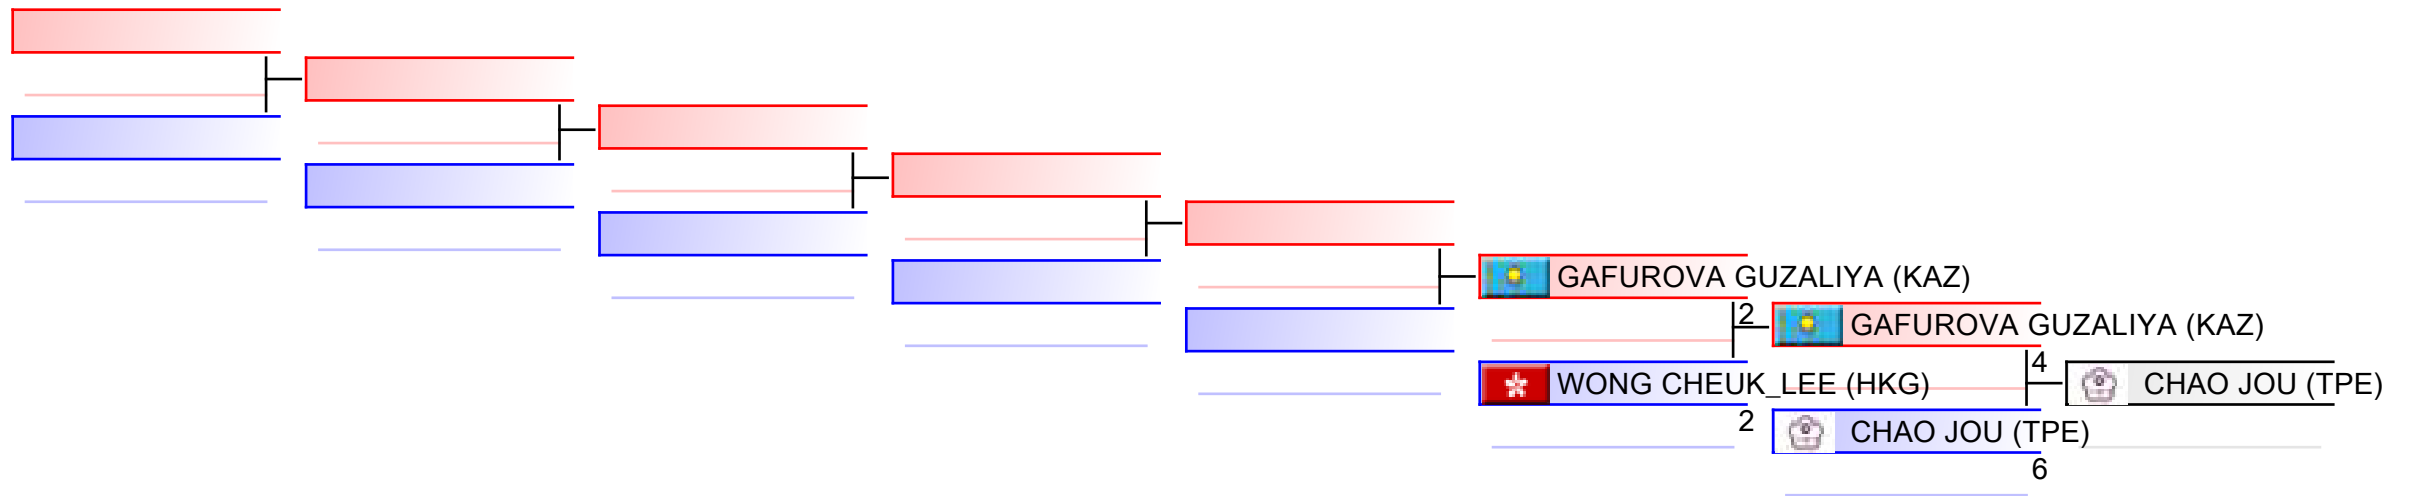 GAFUROVA GUZALIYA (KAZ)
2
GAFUROVA GUZALIYA (KAZ)
4
WONG CHEUK_LEE (HKG)
CHAO JOU (TPE)
2
CHAO JOU (TPE)
6